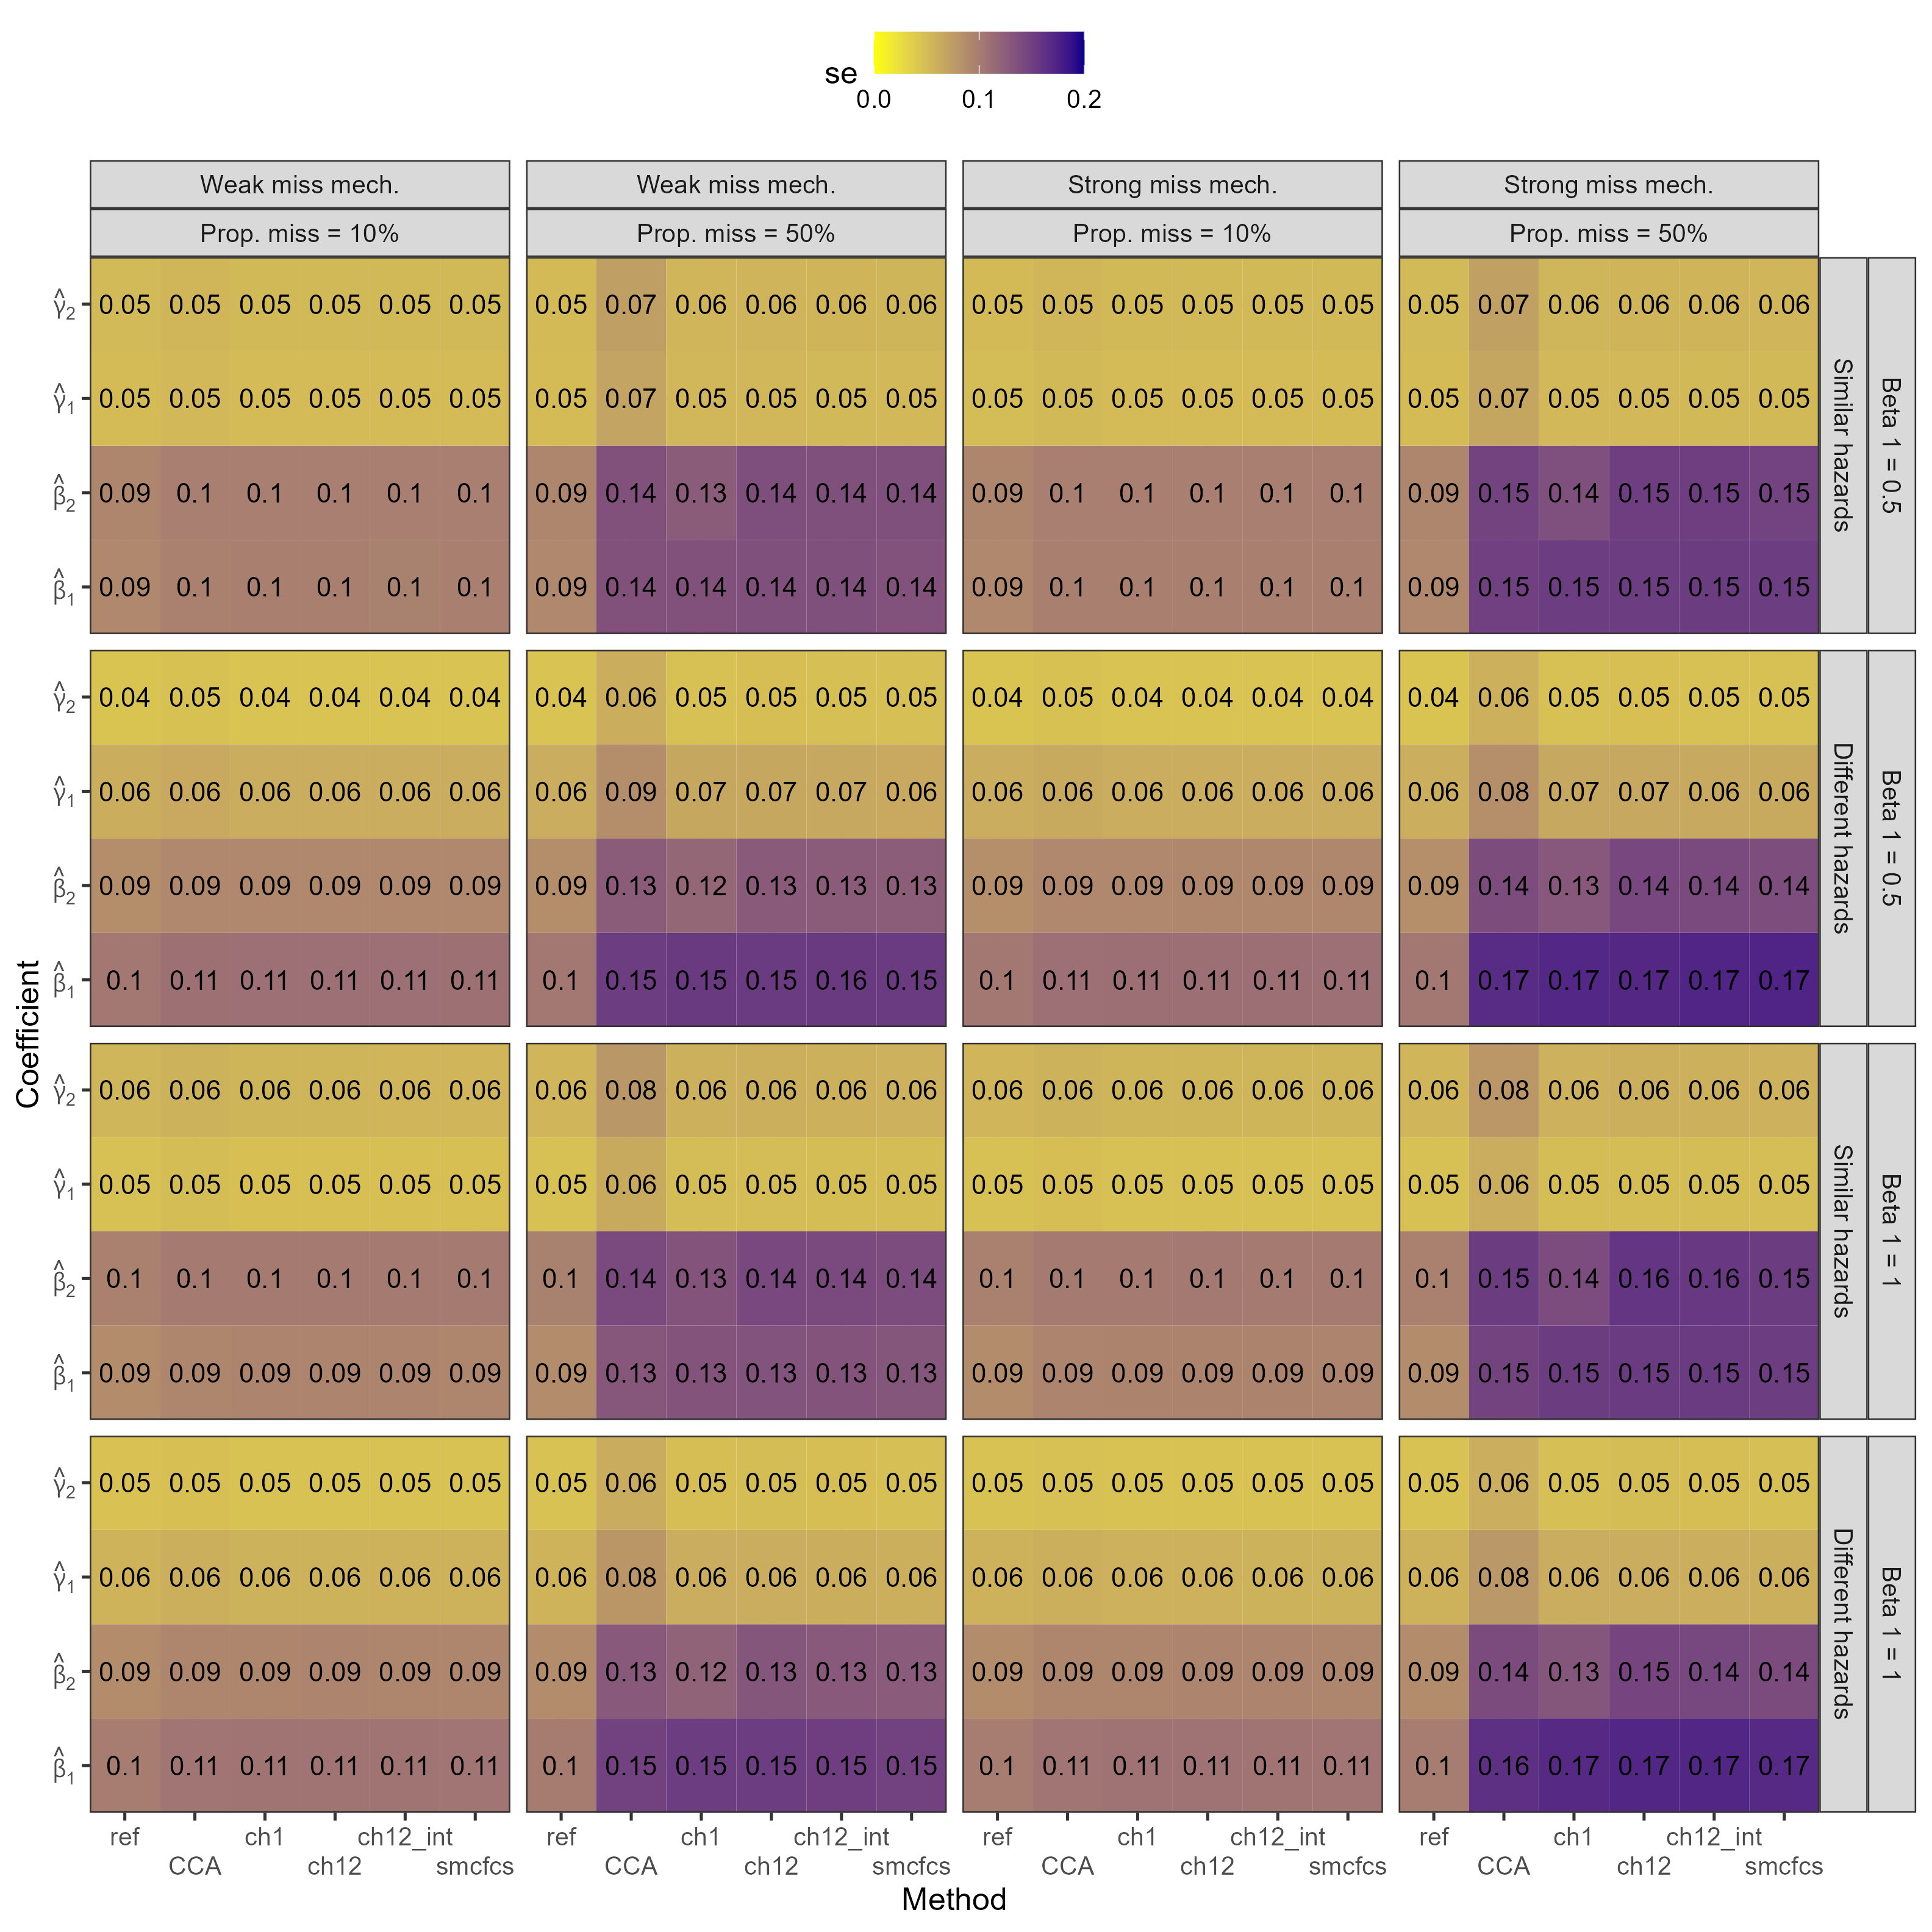 se
0.0 0.1 0.2
Weak miss mech. Weak miss mech. Strong miss mech. Strong miss mech.
Prop. miss = 10% Prop. miss = 50% Prop. miss = 10% Prop. miss = 50%
γ̂2 0.05 0.05 0.05 0.05 0.05 0.05 0.05 0.07 0.06 0.06 0.06 0.06 0.05 0.05 0.05 0.05 0.05 0.05 0.05 0.07 0.06 0.06 0.06 0.06
γ̂1 0.05 0.05 0.05 0.05 0.05 0.05 0.05 0.07 0.05 0.05 0.05 0.05 0.05 0.05 0.05 0.05 0.05 0.05 0.05 0.07 0.05 0.05 0.05 0.05
β̂2 0.09 0.1 0.1 0.1 0.1 0.1 0.09 0.14 0.13 0.14 0.14 0.14 0.09 0.1 0.1 0.1 0.1 0.1 0.09 0.15 0.14 0.15 0.15 0.15
β̂1 0.09 0.1 0.1 0.1 0.1 0.1 0.09 0.14 0.14 0.14 0.14 0.14 0.09 0.1 0.1 0.1 0.1 0.1 0.09 0.15 0.15 0.15 0.15 0.15
Similar hazards
Beta 1 = 0.5
γ̂2 0.04 0.05 0.04 0.04 0.04 0.04 0.04 0.06 0.05 0.05 0.05 0.05 0.04 0.05 0.04 0.04 0.04 0.04 0.04 0.06 0.05 0.05 0.05 0.05
γ̂1 0.06 0.06 0.06 0.06 0.06 0.06 0.06 0.09 0.07 0.07 0.07 0.06 0.06 0.06 0.06 0.06 0.06 0.06 0.06 0.08 0.07 0.07 0.06 0.06
β̂2 0.09 0.09 0.09 0.09 0.09 0.09 0.09 0.13 0.12 0.13 0.13 0.13 0.09 0.09 0.09 0.09 0.09 0.09 0.09 0.14 0.13 0.14 0.14 0.14
β̂1 0.1 0.11 0.11 0.11 0.11 0.11 0.1 0.15 0.15 0.15 0.16 0.15 0.1 0.11 0.11 0.11 0.11 0.11 0.1 0.17 0.17 0.17 0.17 0.17
Different hazards
Beta 1 = 0.5
γ̂2 0.06 0.06 0.06 0.06 0.06 0.06 0.06 0.08 0.06 0.06 0.06 0.06 0.06 0.06 0.06 0.06 0.06 0.06 0.06 0.08 0.06 0.06 0.06 0.06
γ̂1 0.05 0.05 0.05 0.05 0.05 0.05 0.05 0.06 0.05 0.05 0.05 0.05 0.05 0.05 0.05 0.05 0.05 0.05 0.05 0.06 0.05 0.05 0.05 0.05
β̂2 0.1 0.1 0.1 0.1 0.1 0.1 0.1 0.14 0.13 0.14 0.14 0.14 0.1 0.1 0.1 0.1 0.1 0.1 0.1 0.15 0.14 0.16 0.16 0.15
β̂1 0.09 0.09 0.09 0.09 0.09 0.09 0.09 0.13 0.13 0.13 0.13 0.13 0.09 0.09 0.09 0.09 0.09 0.09 0.09 0.15 0.15 0.15 0.15 0.15
Similar hazards
Beta 1 = 1
γ̂2 0.05 0.05 0.05 0.05 0.05 0.05 0.05 0.06 0.05 0.05 0.05 0.05 0.05 0.05 0.05 0.05 0.05 0.05 0.05 0.06 0.05 0.05 0.05 0.05
γ̂1 0.06 0.06 0.06 0.06 0.06 0.06 0.06 0.08 0.06 0.06 0.06 0.06 0.06 0.06 0.06 0.06 0.06 0.06 0.06 0.08 0.06 0.06 0.06 0.06
β̂2 0.09 0.09 0.09 0.09 0.09 0.09 0.09 0.13 0.12 0.13 0.13 0.13 0.09 0.09 0.09 0.09 0.09 0.09 0.09 0.14 0.13 0.15 0.14 0.14
β̂1 0.1 0.11 0.11 0.11 0.11 0.11 0.1 0.15 0.15 0.15 0.15 0.15 0.1 0.11 0.11 0.11 0.11 0.11 0.1 0.16 0.17 0.17 0.17 0.17
Different hazards
Beta 1 = 1
Coefficient
ref ch1 ch12_int ref ch1 ch12_int ref ch1 ch12_int ref ch1 ch12_int
CCA ch12 smcfcs CCA ch12 smcfcs CCA ch12 smcfcs CCA ch12 smcfcs
Method